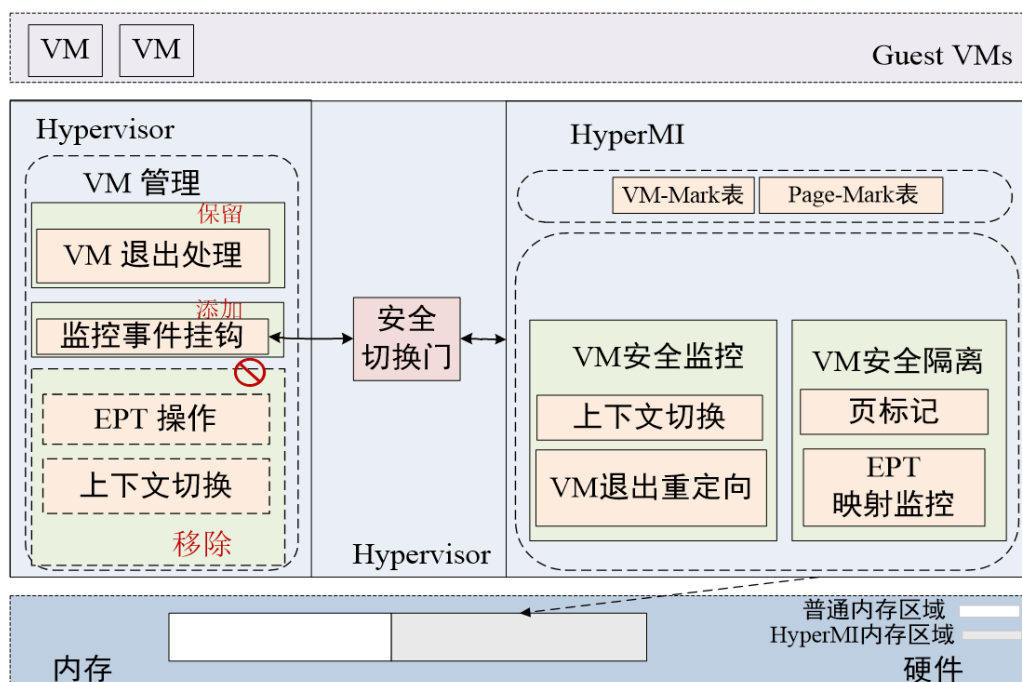 VM
VM
Guest VMs
Hypervisor
VM 管理
保留
VM 退出处理
添加
监控事件挂钩
EPT 操作
上下文切换
移除
安全
切换门
Hypervisor
HyperMI
VM-Mark表
Page-Mark表
VM安全监控
上下文切换
VM退出重定向
VM安全隔离
页标记
EPT
映射监控
内存
普通内存区域
HyperMI内存区域
硬件